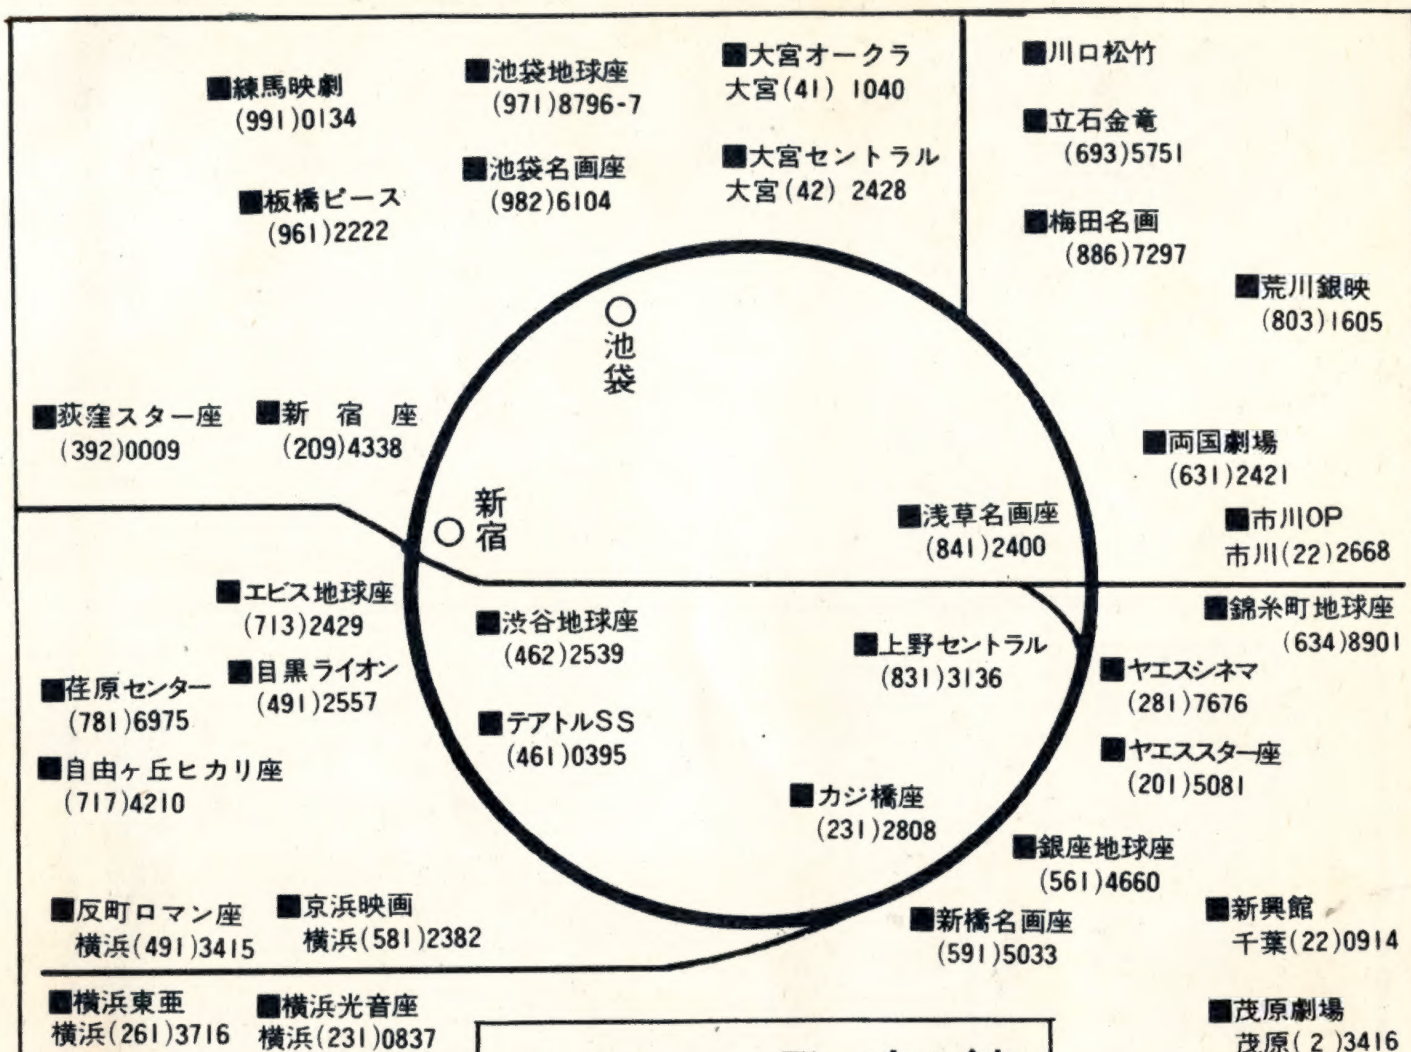 ■練馬映劇
(991)0134
■池袋地球座
(971)8796-7
■大宮オークラ
大宮(41) 1040
■川口松竹
■立石金竜
(693)5751
■板橋ピース
(961)2222
■池袋名画座
(982)6104
■大宮セントラル
大宮(42) 2428
■梅田名画
(886)7297
■荒川銀映
(803)1605
池袋
■荻窪スター座
(392)0009
■新宿座
(209)4338
■両国劇場
(631)2421
新宿
■浅草名画座
(841)2400
■市川OP
市川(22)2668
■エビス地球座
(713)2429
■渋谷地球座
(462)2539
■上野セントラル
(831)3136
■錦糸町地球座
(634)8901
■荏原センター
(781)6975
■目黒ライオン
(491)2557
■テアトルSS
(461)0395
■ヤエスシネマ
(281)7676
■自由ヶ丘ヒカリ座
(717)4210
■ヤエススター座
(201)5081
■カジ橋座
(231)2808
■銀座地球座
(561)4660
■反町ロマン座
横浜(491)3415
■京浜映画
横浜(581)2382
■新橋名画座
(591)5033
■新興館
千葉(22)0914
■横浜東亜
横浜(261)3716
■横浜光音座
横浜(231)0837
■茂原劇場
茂原(2)3416